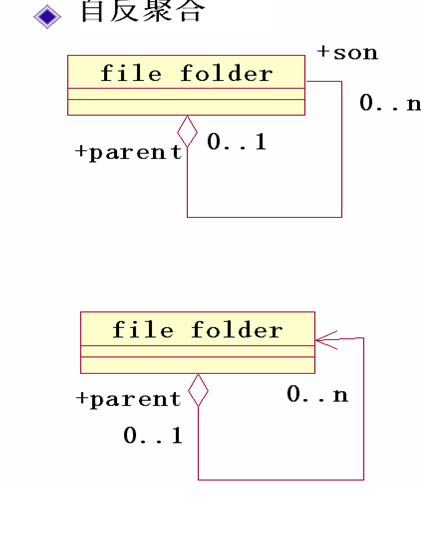 自反聚合
+son
file folder
0..n
0..1
+parent
file folder
+parent
0..n
0..1